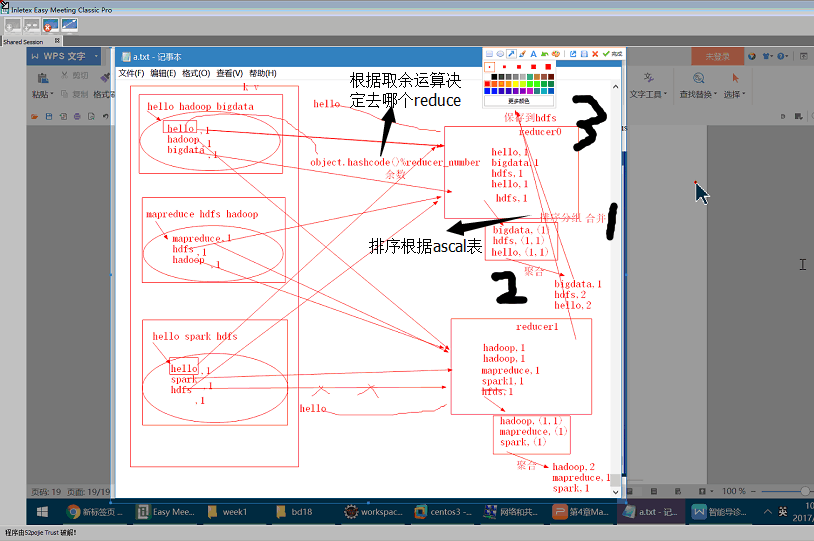 Inletex Easy Meeting Classic Pro
Shared Session
WPS 文字
未登录
粘贴
剪切
复制
格式
文字工具
查找替换
选择
a.txt - 记事本
文件(F) 编辑(E) 格式(O) 查看(V) 帮助(H)
完成
更多颜色
k v
hello hadoop bigdata
hello,1
hadoop,1
bigdata,1
mapreduce hdfs hadoop
mapreduce,1
hdfs,1
hadoop,1
hello spark hdfs
hello,1
spark,1
hdfs,1
hello
根据取余运算决
定去哪个reduce
object.hashcode()%reducer_number
余数
排序根据ascal表
hello
保存到hdfs
3
reducer0
hello,1
bigdata,1
hdfs,1
hello,1
hdfs,1
排序分组 合并
1
bigdata,(1)
hdfs,(1,1)
hello,(1,1)
聚合
2
bigdata,1
hdfs,2
hello,2
reducer1
hadoop,1
hadoop,1
mapreduce,1
spark1,1
hfds,1
hadoop,(1,1)
mapreduce,(1)
spark,(1)
聚合
hadoop,2
mapreduce,1
spark,1
页码: 19 页面: 19/19
100 %
新标签页
Easy Mee...
week1
bd18
workspac...
centos3 -...
网络和共...
第4章Ma...
a.txt - 记...
智能导诊...
英
10
2017/
程序由S2pojie Trust 破解!